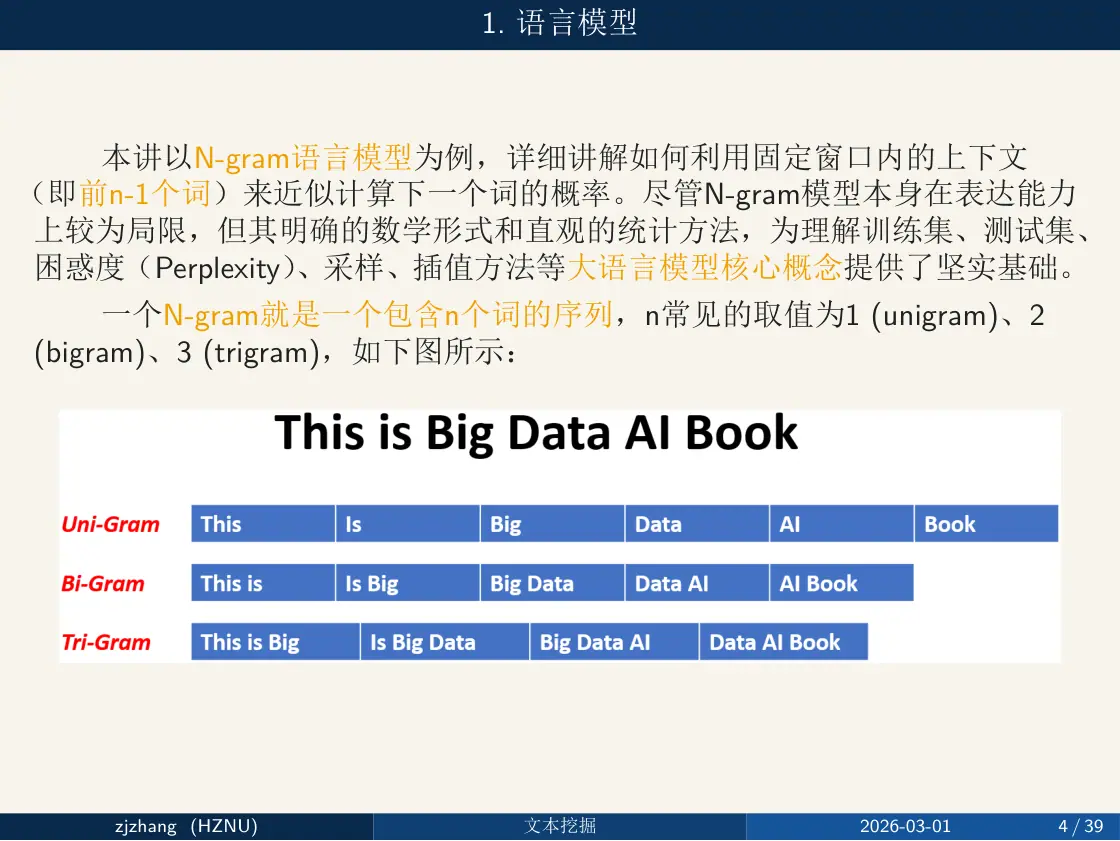 1. 语言模型
本讲以N-gram语言模型为例，详细讲解如何利用固定窗口内的上下文
（即前n-1个词）来近似计算下一个词的概率。尽管N-gram模型本身在表达能力
上较为局限，但其明确的数学形式和直观的统计方法，为理解训练集、测试集、
困惑度（Perplexity）、采样、插值方法等大语言模型核心概念提供了坚实基础。
一个N-gram就是一个包含n个词的序列，n常见的取值为1 (unigram)、2
(bigram)、3 (trigram)，如下图所示：
This is Big Data AI Book
Uni-Gram This Is Big Data AI Book
Bi-Gram This is Is Big Big Data Data AI AI Book
Tri-Gram This is Big Is Big Data Big Data AI Data AI Book
zjzhang (HZNU) 文本挖掘 2026-03-01 4 / 39